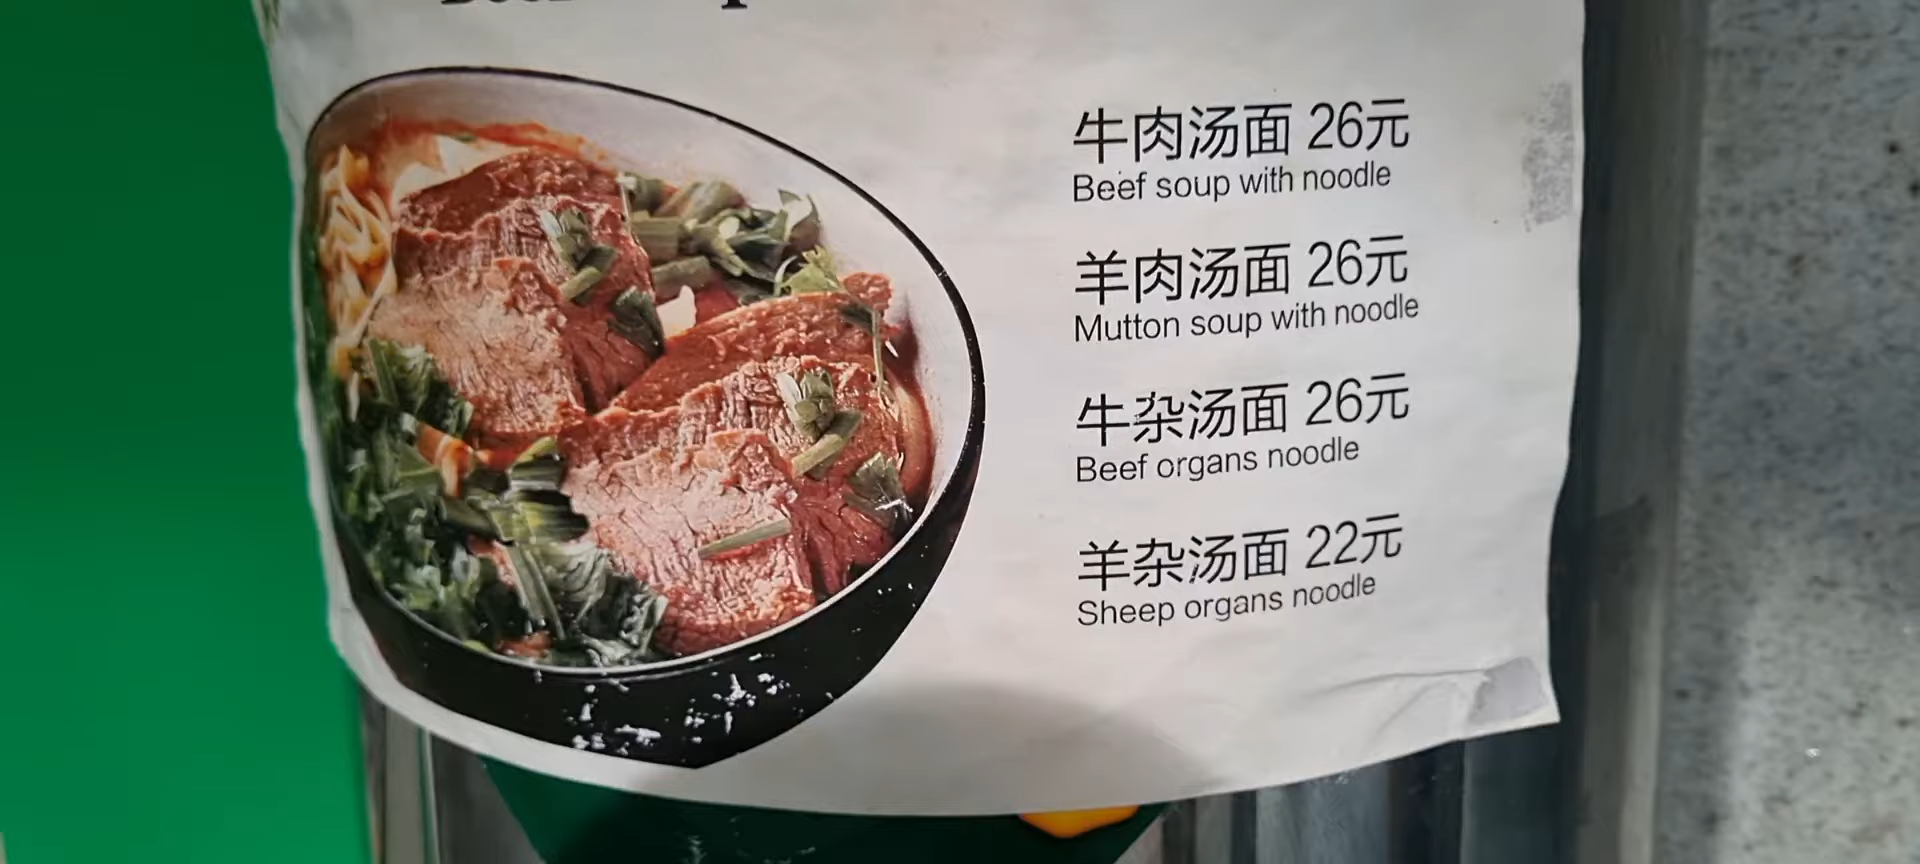 牛肉汤面 26元
Beef soup with noodle
羊肉汤面 26元
Mutton soup with noodle
牛杂汤面 26元
Beef organs noodle
羊杂汤面 22元
Sheep organs noodle